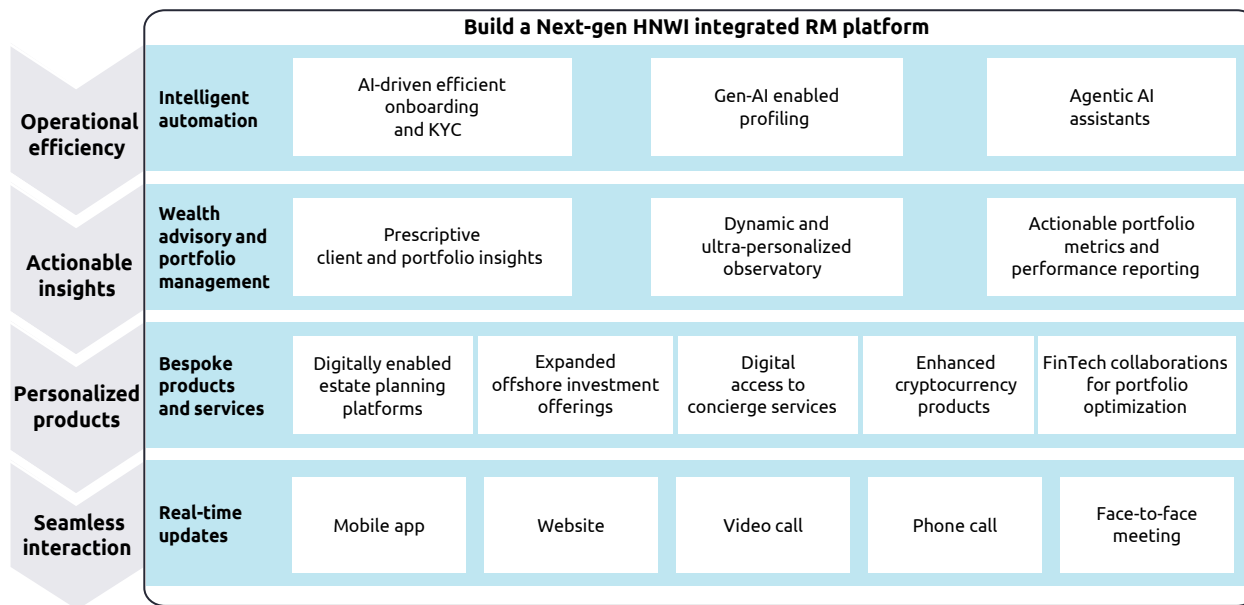 Build a Next-gen HNWI integrated RM platform
Operational
efficiency
Intelligent
automation
AI-driven efficient
onboarding
and KYC
Gen-AI enabled
profiling
Agentic AI
assistants
Actionable
insights
Wealth
advisory and
portfolio
management
Prescriptive
client and portfolio insights
Dynamic and
ultra-personalized
observatory
Actionable portfolio
metrics and
performance reporting
Personalized
products
Bespoke
products
and services
Digitally enabled
estate planning
platforms
Expanded
offshore investment
offerings
Digital
access to
concierge services
Enhanced
cryptocurrency
products
FinTech collaborations
for portfolio
optimization
Seamless
interaction
Real-time
updates
Mobile app
Website
Video call
Phone call
Face-to-face
meeting